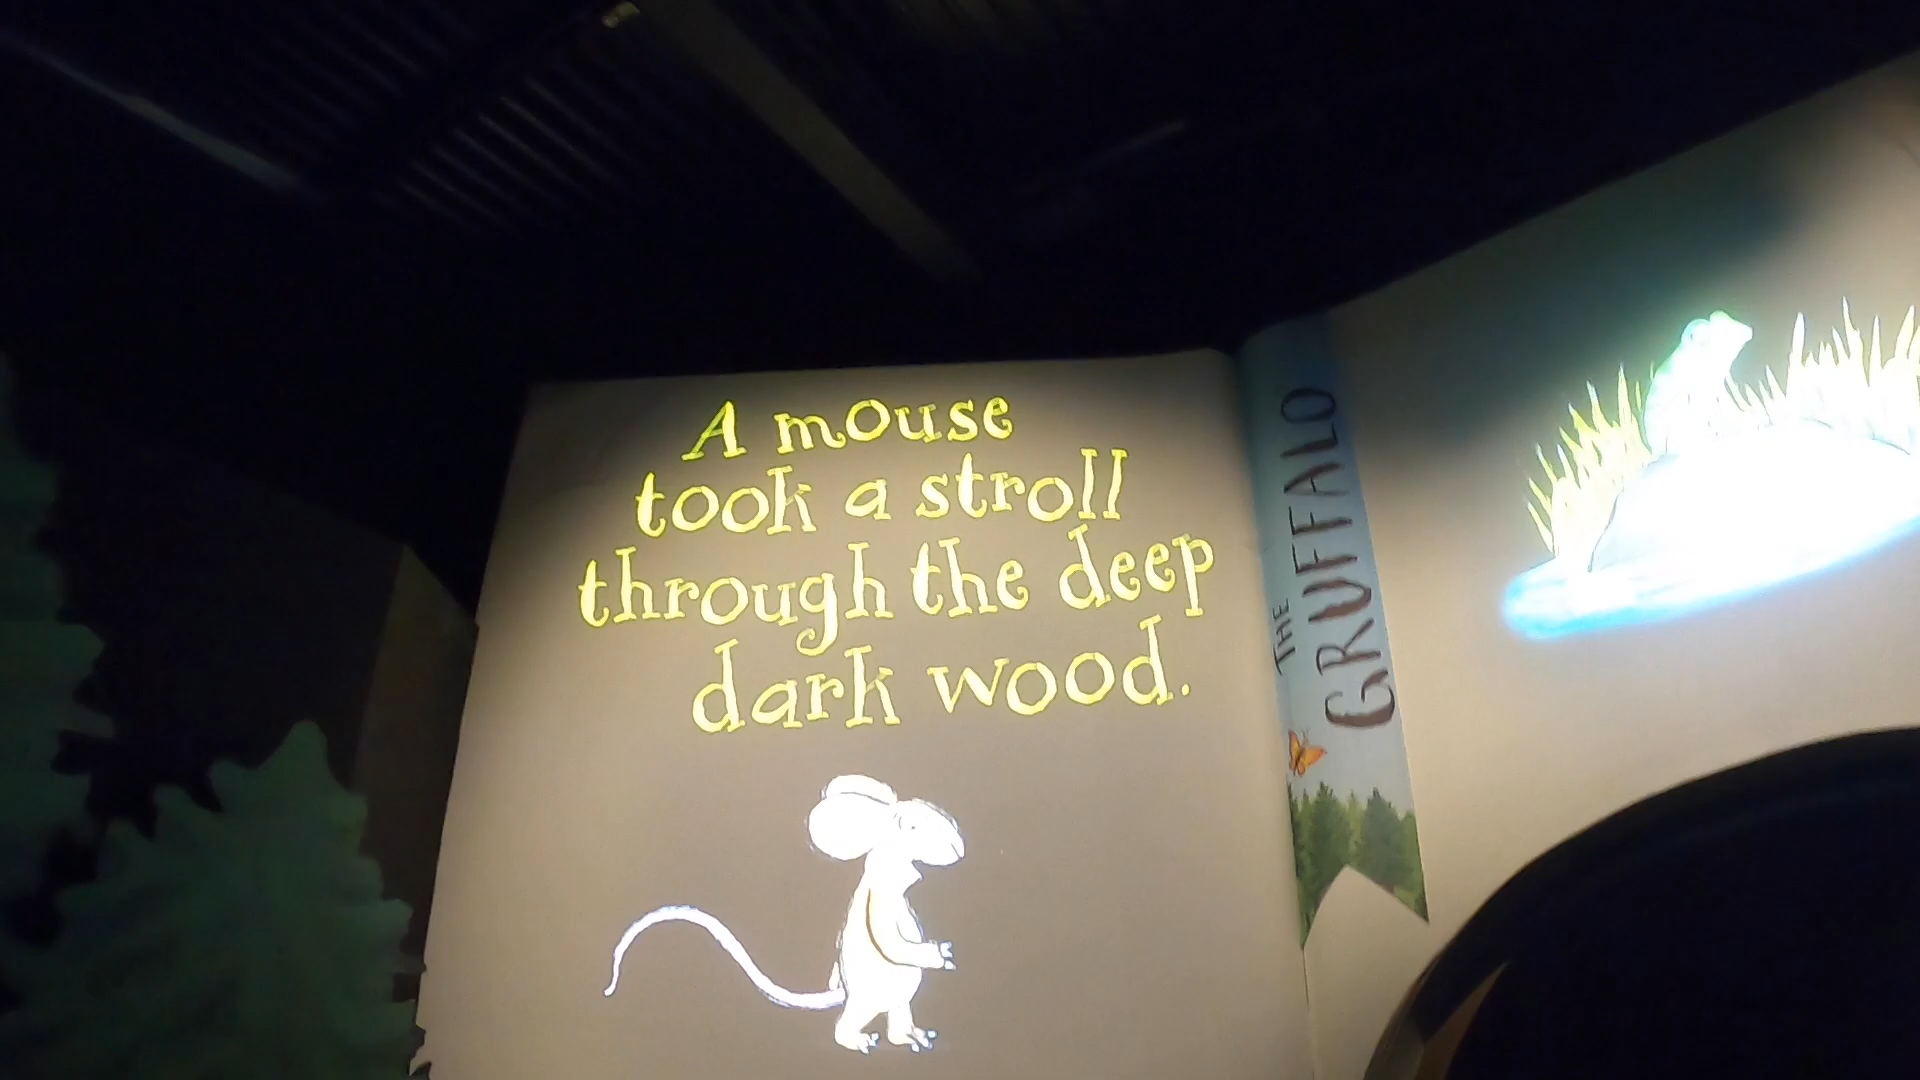 A mouse
took a stroll
through the deep
dark wood.
THE
GRUFFALO